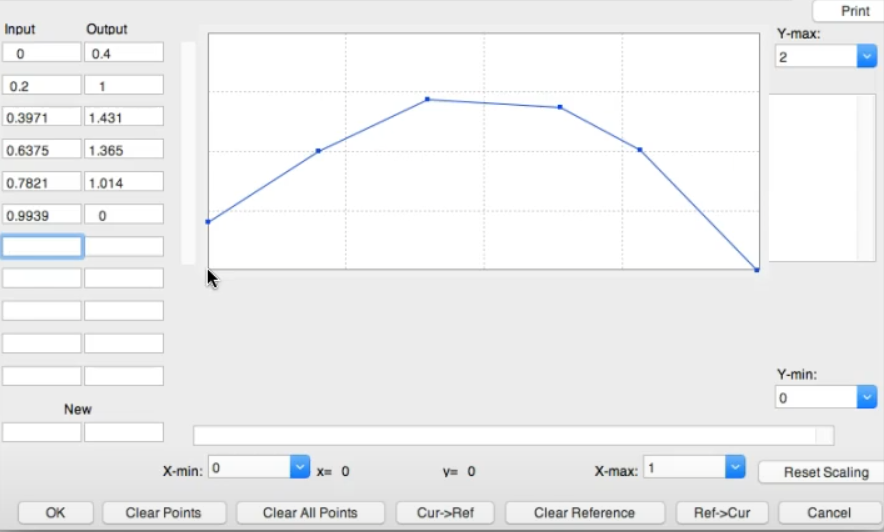 Print
Input Output
Y-max:
0 0.4
2
0.2 1
0.3971 1.431
0.6375 1.365
0.7821 1.014
0.9939 0
Y-min:
0
New
X-min: 0 x= 0 y= 0 X-max: 1 Reset Scaling
OK Clear Points Clear All Points Cur->Ref Clear Reference Ref->Cur Cancel